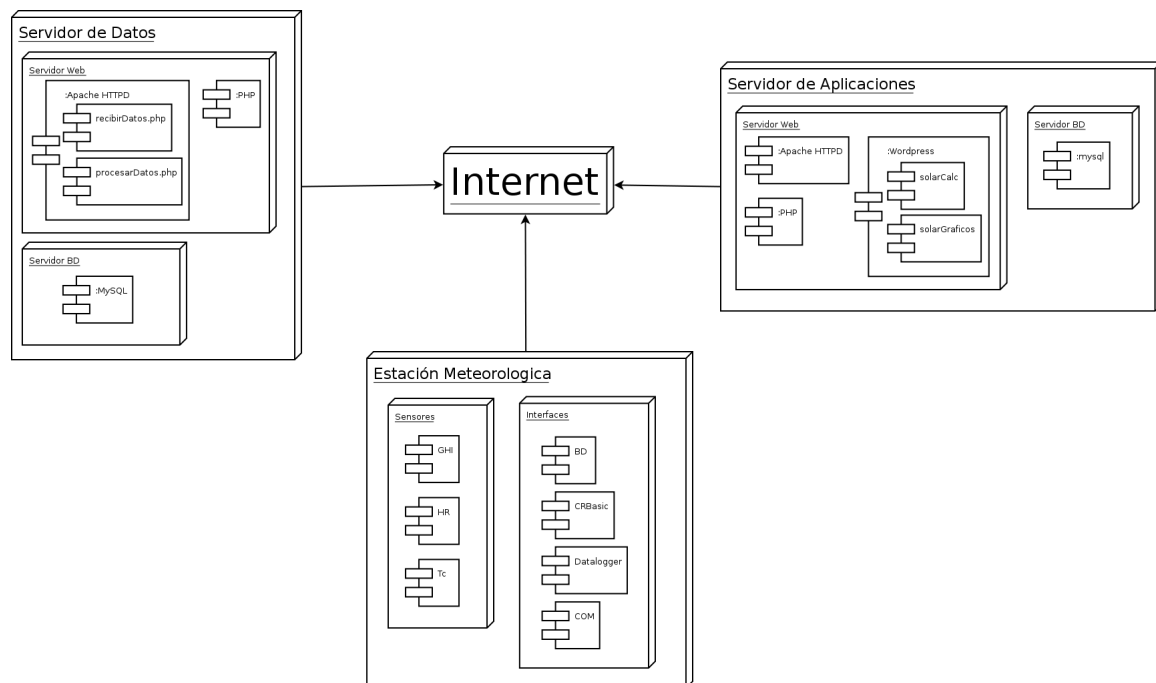 Servidor de Datos
Servidor Web
:Apache HTTPD
recibirDatos.php
procesarDatos.php
:PHP
Servidor BD
:MySQL
Internet
Servidor de Aplicaciones
Servidor Web
:Apache HTTPD
:PHP
:Wordpress
solarCalc
solarGraficos
Servidor BD
:mysql
Estación Meteorologica
Sensores
GHI
HR
Tc
Interfaces
BD
CRBasic
Datalogger
COM